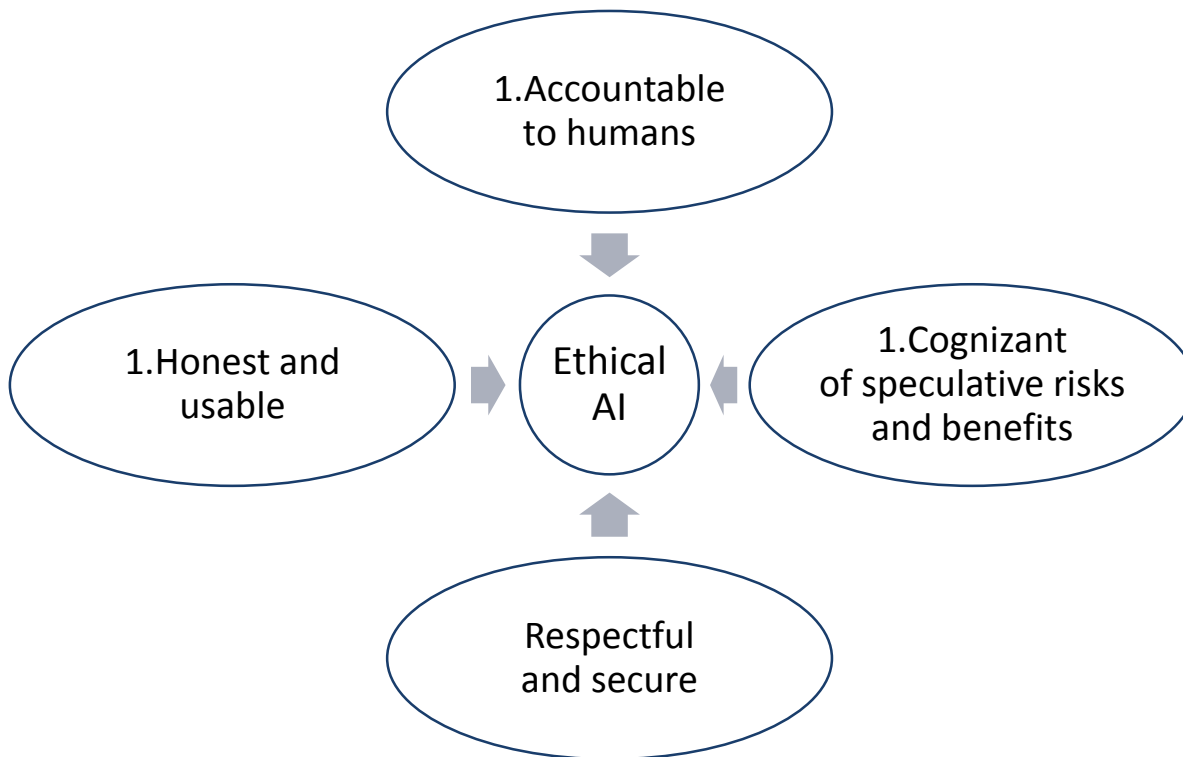 1.Accountable
to humans
1.Honest and
usable
Ethical
AI
1.Cognizant
of speculative risks
and benefits
Respectful
and secure